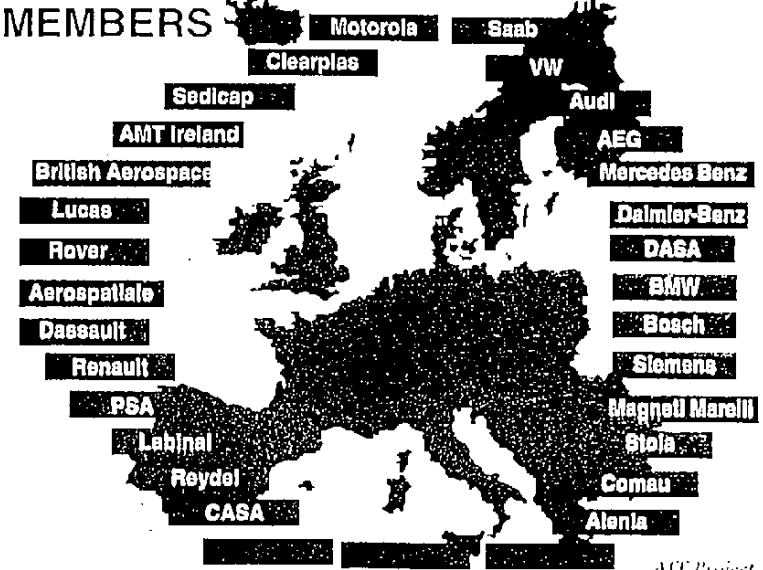 MEMBERS
Motorola
Saab
Clearplas
VW
Sedicap
Audi
AMT Ireland
AEG
British Aerospace
Mercedes Benz
Lucas
Daimler-Benz
Rover
DASA
Aerospatiale
BMW
Dassault
Bosch
Renault
Siemens
PSA
Magneti Marelli
Labinal
Stola
Reydel
Comau
CASA
Alenia
Project